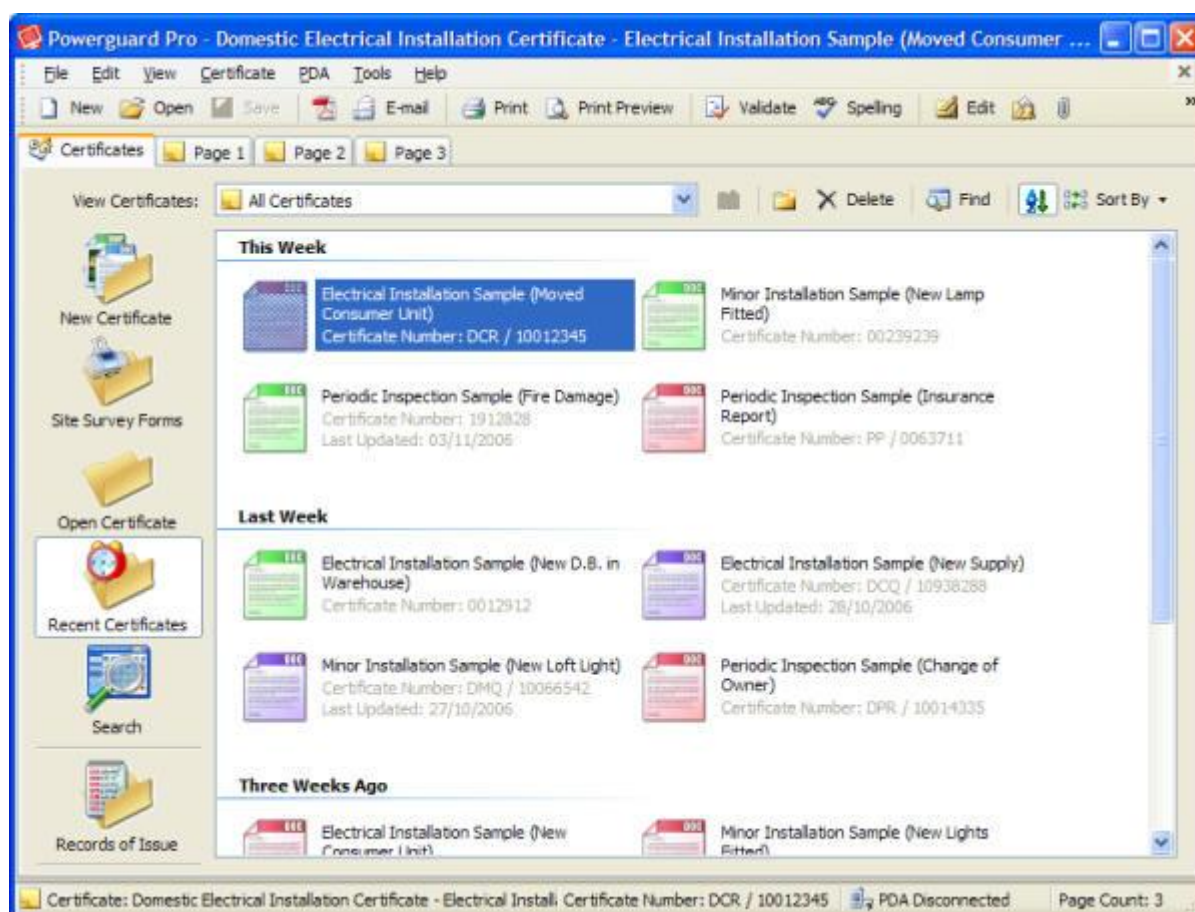 Powerguard Pro - Domestic Electrical Installation Certificate - Electrical Installation Sample (Moved Consumer ...
File Edit View Certificate PDA Tools Help
New Open Save E-mail Print Print Preview Validate Spelling Edit
Certificates Page 1 Page 2 Page 3
View Certificates: All Certificates Delete Find Sort By
New Certificate
Site Survey Forms
Open Certificate
Recent Certificates
Search
Records of Issue
This Week
Electrical Installation Sample (Moved
Consumer Unit)
Certificate Number: DCR / 10012345
Minor Installation Sample (New Lamp
Fitted)
Certificate Number: 00239239
Periodic Inspection Sample (Fire Damage)
Certificate Number: 1912828
Last Updated: 03/11/2006
Periodic Inspection Sample (Insurance
Report)
Certificate Number: PP / 0063711
Last Week
Electrical Installation Sample (New D.B. in
Warehouse)
Certificate Number: 0012912
Electrical Installation Sample (New Supply)
Certificate Number: DCQ / 10938288
Last Updated: 28/10/2006
Minor Installation Sample (New Loft Light)
Certificate Number: DMQ / 10066542
Last Updated: 27/10/2006
Periodic Inspection Sample (Change of
Owner)
Certificate Number: DPR / 10014335
Three Weeks Ago
Electrical Installation Sample (New
Consumer Unit)
Minor Installation Sample (New Lights
Fitted)
Certificate: Domestic Electrical Installation Certificate - Electrical Install Certificate Number: DCR / 10012345 PDA Disconnected Page Count: 3